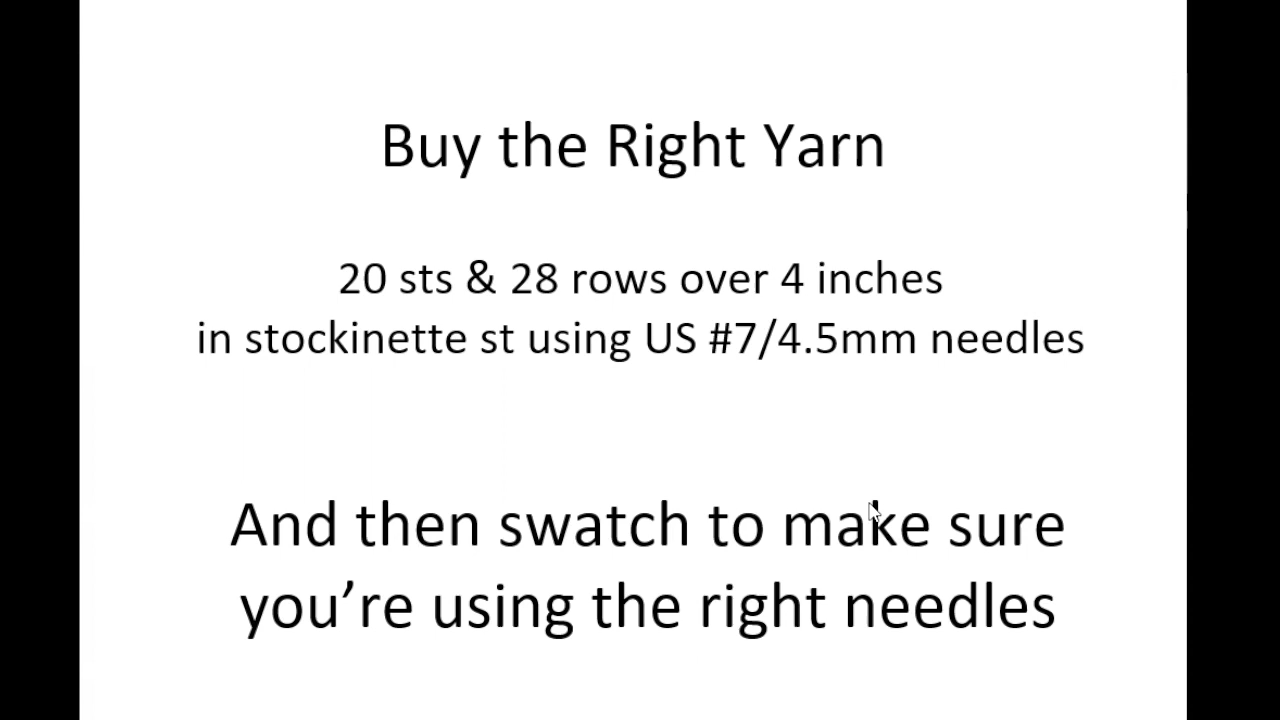 Buy the Right Yarn
20 sts & 28 rows over 4 inches
in stockinette st using US #7/4.5mm needles
And then swatch to make sure
you’re using the right needles